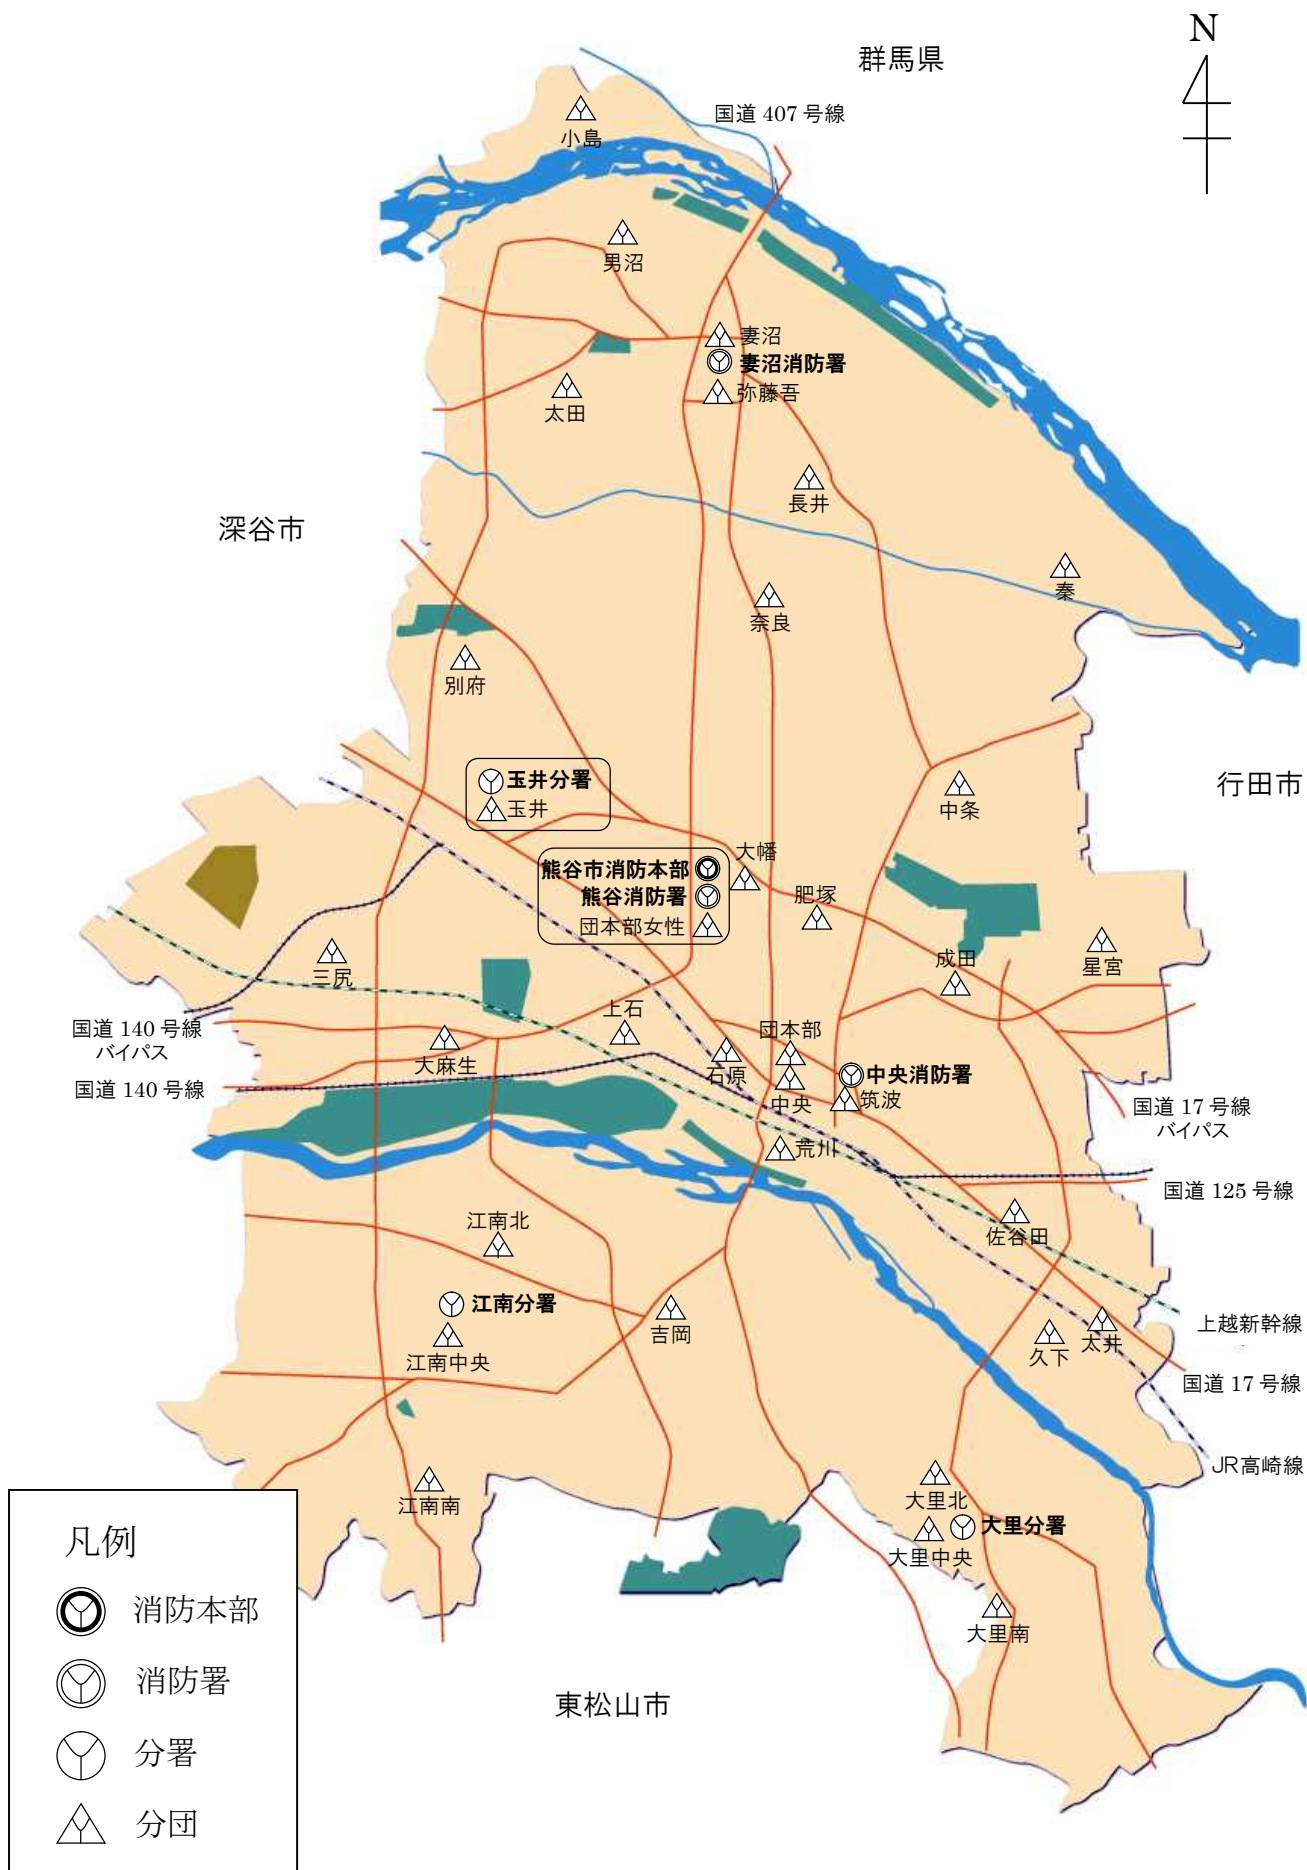 N
群馬県
国道 407 号線
小島
男沼
妻沼
妻沼消防署
弥藤吾
太田
長井
深谷市
秦
奈良
別府
行田市
玉井分署
玉井
中条
大幡
熊谷市消防本部
熊谷消防署
団本部女性
肥塚
成田
星宮
三尻
上石
国道 140 号線
バイパス
大麻生
団本部
石原
中央消防署
国道 140 号線
中央
筑波
国道 17 号線
バイパス
荒川
国道 125 号線
江南北
佐谷田
江南分署
吉岡
上越新幹線
太井
久下
江南中央
国道 17 号線
JR高崎線
江南南
大里北
大里分署
大里中央
大里南
東松山市
凡例
消防本部
消防署
分署
分団